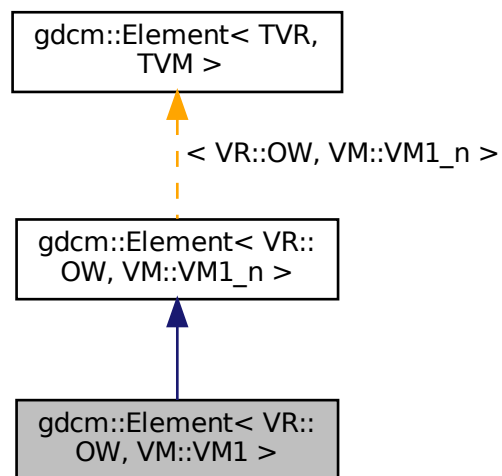 gdcm::Element< TVR,
TVM >
< VR::OW, VM::VM1_n >
gdcm::Element< VR::
OW, VM::VM1_n >
gdcm::Element< VR::
OW, VM::VM1 >